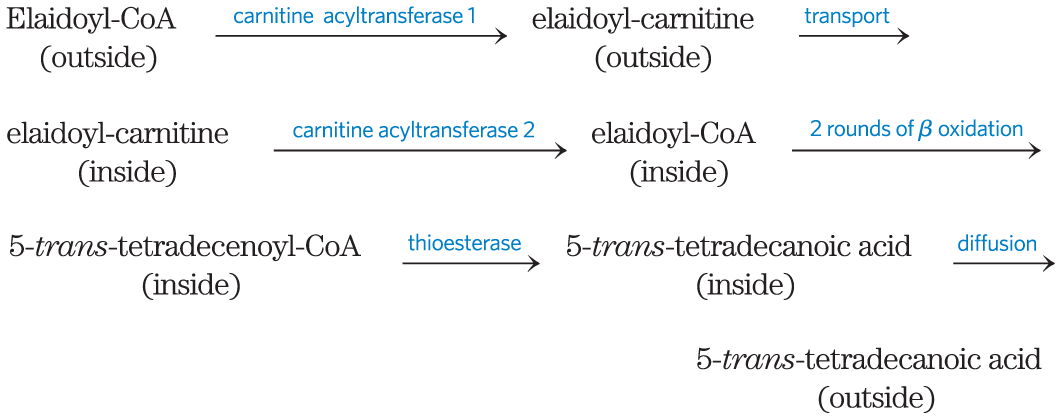 Elaidoyl-CoA carnitine acyltransferase 1 elaidoyl-carnitine transport
(outside) (outside)
elaidoyl-carnitine carnitine acyltransferase 2 elaidoyl-CoA 2 rounds of β oxidation
(inside) (inside)
5-trans-tetradecenoyl-CoA thioesterase 5-trans-tetradecanoic acid diffusion
(inside) (inside)
5-trans-tetradecanoic acid
(outside)